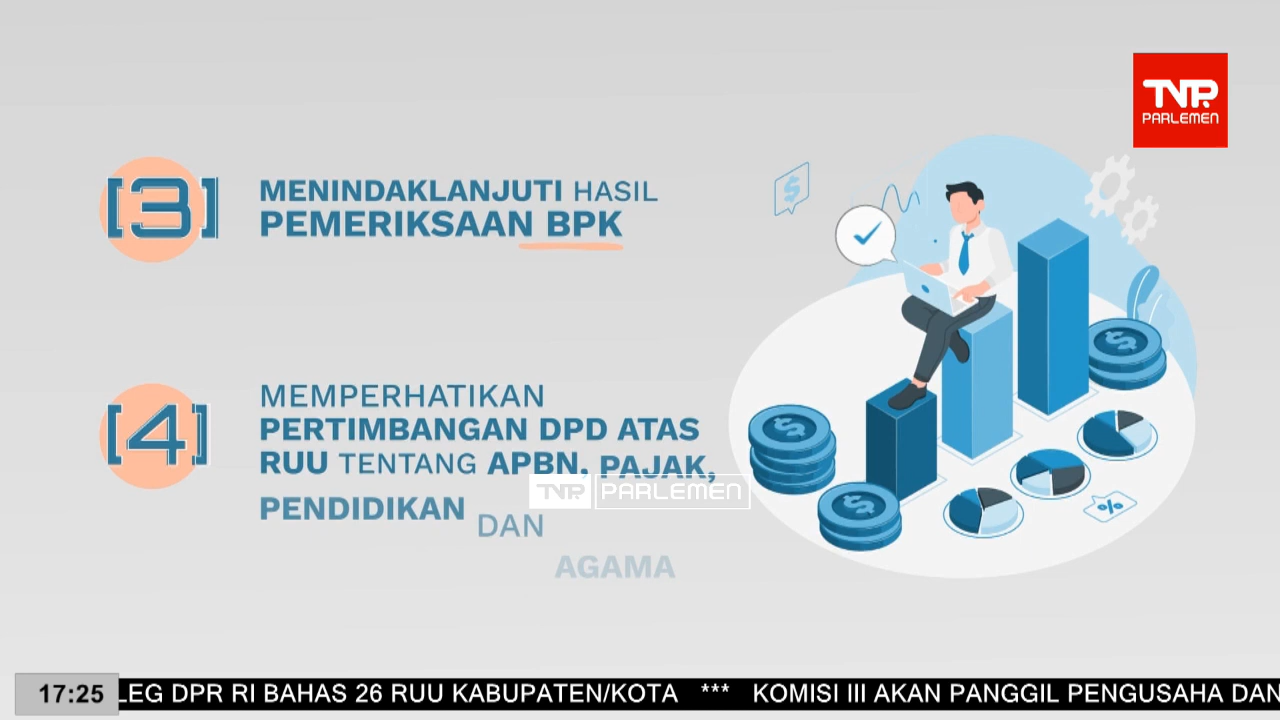 TVR
PARLEMEN
[3]
MENINDAKLANJUTI HASIL
PEMERIKSAAN BPK
[4]
MEMPERHATIKAN
PERTIMBANGAN DPD ATAS
RUU TENTANG APBN, PAJAK,
PENDIDIKAN DAN
AGAMA
TVR PARLEMEN
$
$
$
$
%
17:25 LEG DPR RI BAHAS 26 RUU KABUPATEN/KOTA *** KOMISI III AKAN PANGGIL PENGUSAHA DAN